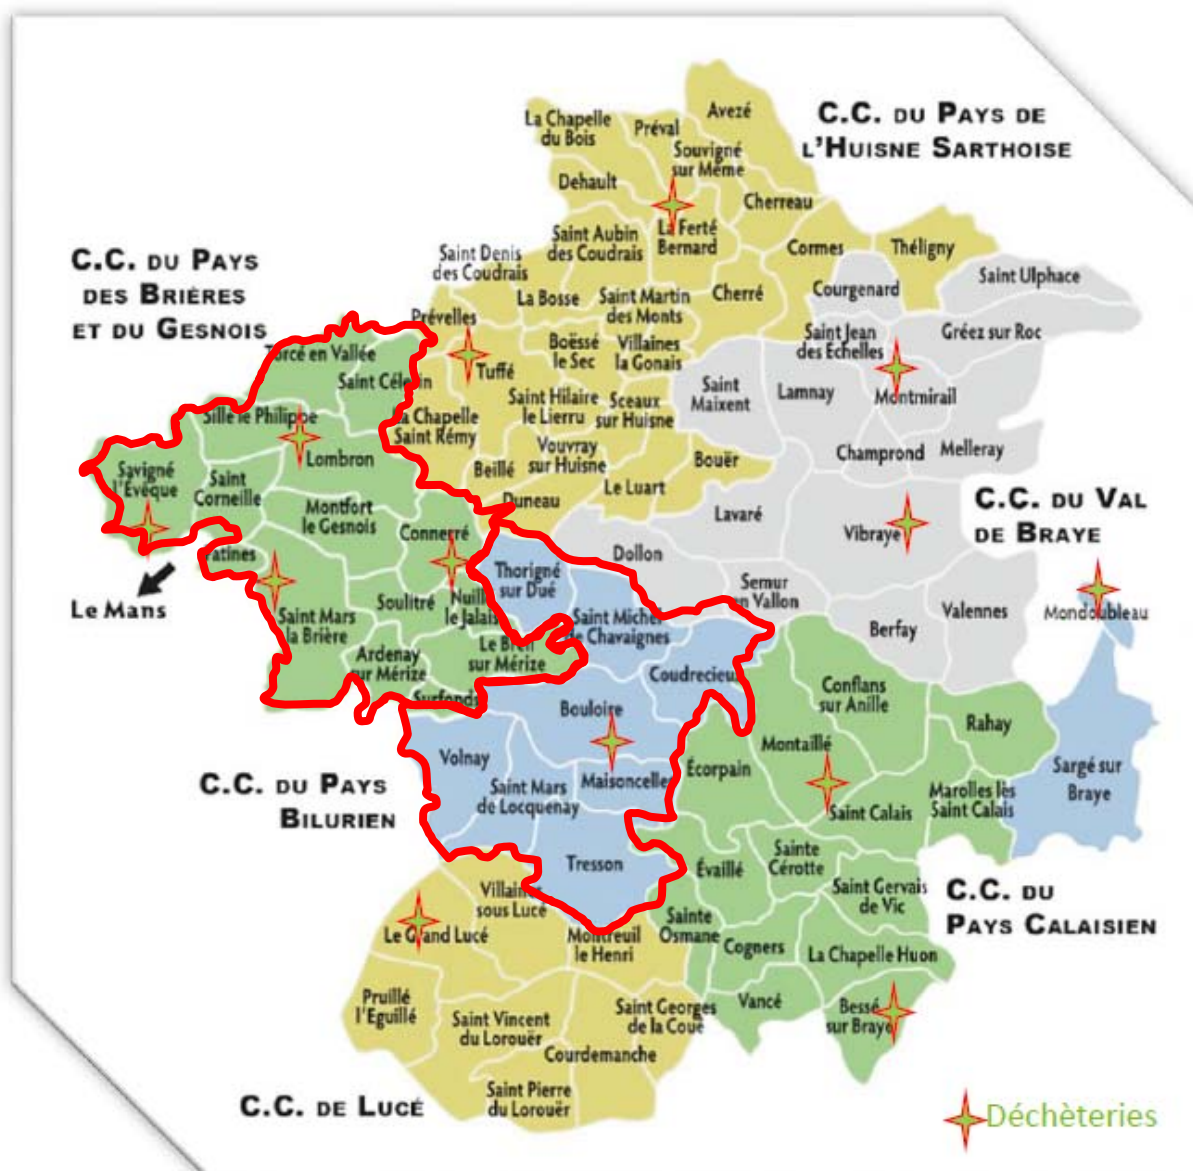 Avezé
La Chapelle
du Bois
Préval
C.C. DU PAYS DE
L'HUISNE SARTHOISE
Souvigné
sur Même
Dehault
Cherreau
Saint Aubin
des Coudrais
La Ferté
Bernard
Cormes
Théligny
Saint Denis
des Coudrais
C.C. DU PAYS
DES BRIÈRES
ET DU GESNOIS
La Bosse
Saint Martin
des Monts
Cherré
Courgenard
Saint Ulphace
Prévelles
Saint Jean
des Échelles
Gréez sur Roc
Boëssé
le Sec
Villaines
la Gonais
Torcé en Vallée
Tuffé
Saint Célerin
Saint
Maixent
Lamnay
Montmirail
Saint Hilaire
le Lierru
Sceaux
sur Huisne
Sillé le Philippe
La Chapelle
Saint Rémy
Vouvray
sur Huisne
Champrond
Melleray
Lombron
Beillé
Bouër
Savigné
l'Évêque
Saint
Corneille
Le Luart
Duneau
Montfort
le Gesnois
C.C. DU VAL
DE BRAYE
Lavaré
Connerré
Vibraye
Fatines
Dollon
Thorigné
sur Dué
Semur
en Vallon
Le Mans
Soulitré
Nuillé
le Jalais
Saint Michel
de Chavaignes
Valennes
Mondoubleau
Saint Mars
la Brière
Berfay
Ardenay
sur Mérize
Le Breil
sur Mérize
Coudrecieux
Conflans
sur Anille
Surfonds
Bouloire
Rahay
Volnay
Montaillé
C.C. DU PAYS
BILURIEN
Écorpain
Maisoncelles
Saint Mars
de Locquenay
Sargé sur
Braye
Marolles lès
Saint Calais
Saint Calais
Tresson
Évaillé
Sainte
Cérotte
Villaines
sous Lucé
Saint Gervais
de Vic
C.C. DU
PAYS CALAISIEN
Le Grand Lucé
Montreuil
le Henri
Sainte
Osmane
Cogners
La Chapelle Huon
Pruillé
l'Eguillé
Vancé
Bessé
sur Braye
Saint Vincent
du Lorouër
Saint Georges
de la Couë
Courdemanche
C.C. DE LUCÉ
Saint Pierre
du Lorouër
Déchèteries